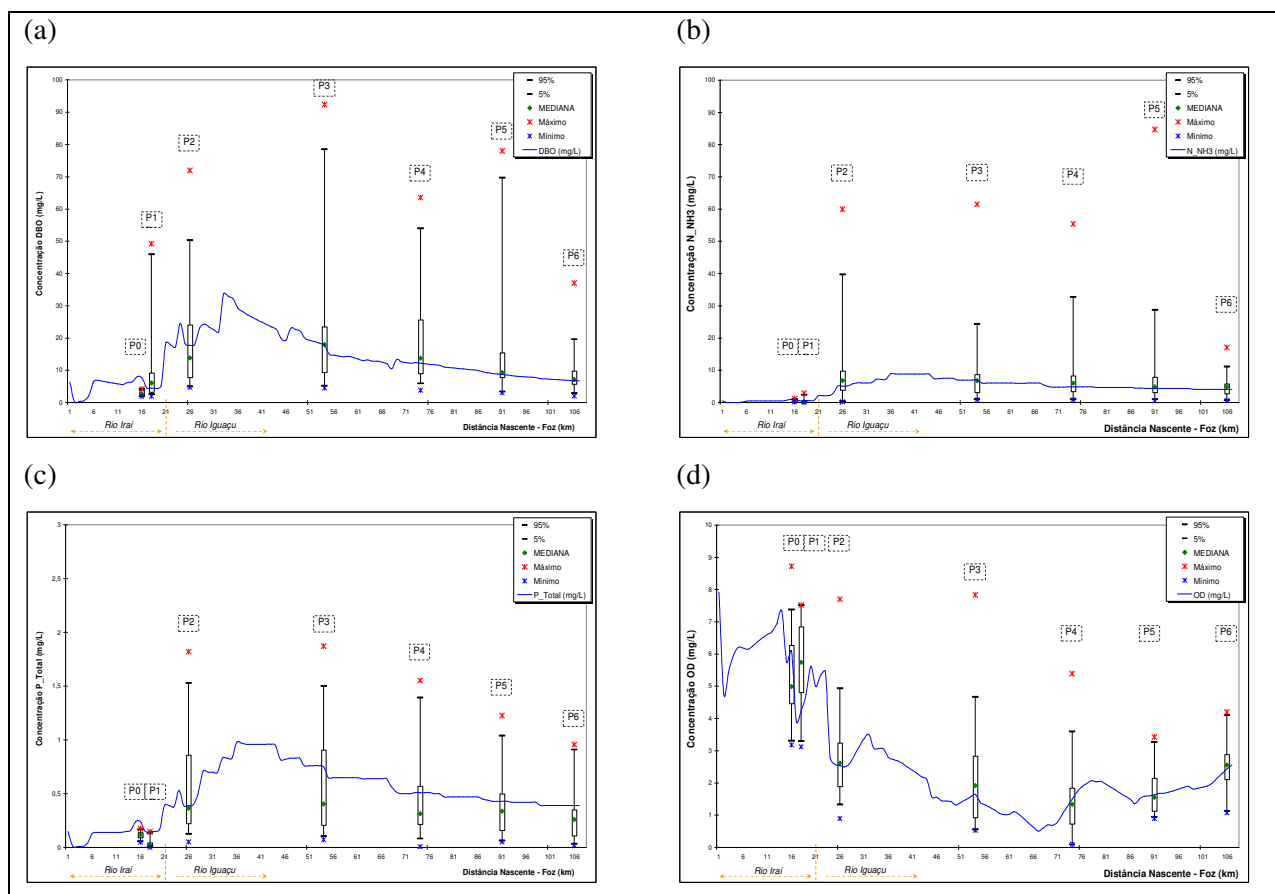 (a)
(b)
100
90
80
70
60
50
40
30
20
10
0
Concentração DBO (mg/L)
P0
P1
P2
P3
P4
P5
P6
95%
5%
MEDIANA
Máximo
Mínimo
DBO (mg/L)
1 6 11 16 21 26 31 36 41 46 51 56 61 66 71 76 81 86 91 96 101 106
Rio Iraí
Rio Iguaçu
Distância Nascente - Foz (km)
100
90
80
70
60
50
40
30
20
10
0
Concentração N_NH3 (mg/L)
P0
P1
P2
P3
P4
P5
P6
95%
5%
MEDIANA
Máximo
Mínimo
N_NH3 (mg/L)
1 6 11 16 21 26 31 36 41 46 51 56 61 66 71 76 81 86 91 96 101 106
Rio Iraí
Rio Iguaçu
Distância Nascente - Foz (km)
(c)
(d)
3
2,5
2
1,5
1
0,5
0
Concentração P_Total (mg/L)
P0
P1
P2
P3
P4
P5
P6
95%
5%
MEDIANA
Máximo
Mínimo
P_Total (mg/L)
1 6 11 16 21 26 31 36 41 46 51 56 61 66 71 76 81 86 91 96 101 106
Rio Iraí
Rio Iguaçu
Distância Nascente - Foz (km)
10
9
8
7
6
5
4
3
2
1
0
Concentração OD (mg/L)
P0
P1
P2
P3
P4
P5
P6
95%
5%
MEDIANA
Máximo
Mínimo
OD (mg/L)
1 6 11 16 21 26 31 36 41 46 51 56 61 66 71 76 81 86 91 96 101 106
Rio Iraí
Rio Iguaçu
Distância Nascente - Foz (km)